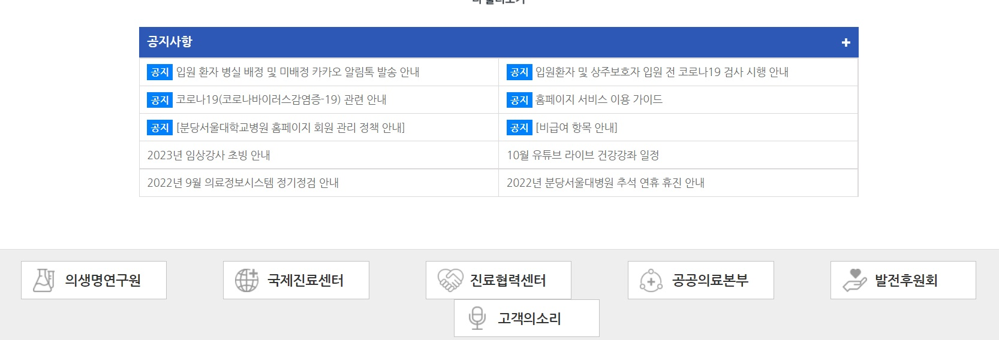 공지사항
공지 입원 환자 병실 배정 및 미배정 카카오 알림톡 발송 안내
공지 입원환자 및 상주보호자 입원 전 코로나19 검사 시행 안내
공지 코로나19(코로나바이러스감염증-19) 관련 안내
공지 홈페이지 서비스 이용 가이드
공지 [분당서울대학교병원 홈페이지 회원 관리 정책 안내]
공지 [비급여 항목 안내]
2023년 임상강사 초빙 안내
10월 유튜브 라이브 건강강좌 일정
2022년 9월 의료정보시스템 정기점검 안내
2022년 분당서울대병원 추석 연휴 휴진 안내
의생명연구원
국제진료센터
진료협력센터
공공의료본부
발전후원회
고객의소리